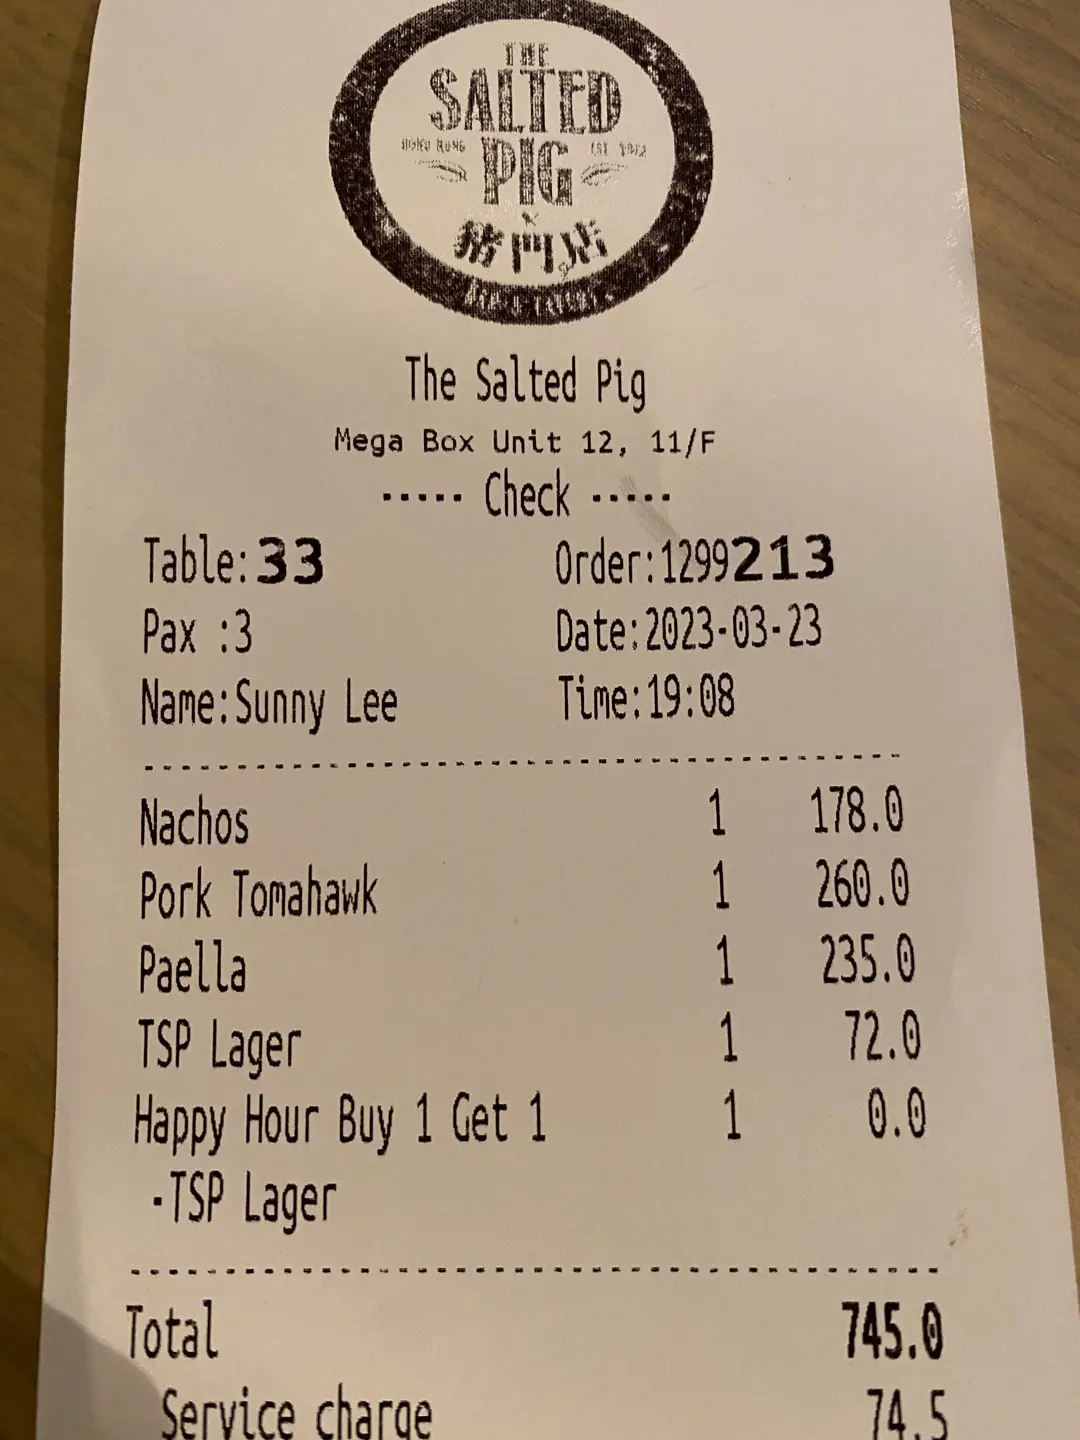 THE
SALTED
HONG KONG PIG
猪門店
The Salted Pig
Mega Box Unit 12, 11/F
----- Check -----
Table:33 Order:1299213
Pax :3 Date:2023-03-23
Name:Sunny Lee Time:19:08
Nachos 1 178.0
Pork Tomahawk 1 260.0
Paella 1 235.0
TSP Lager 1 72.0
Happy Hour Buy 1 Get 1 1 0.0
-TSP Lager
Total 745.0
Service charge 74.5